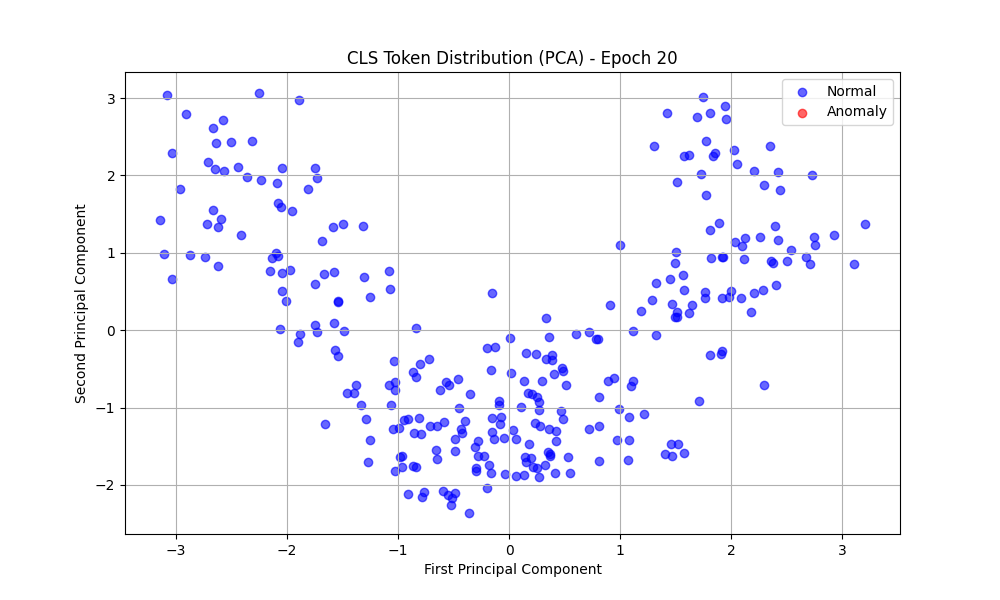 CLS Token Distribution (PCA) - Epoch 20
Normal
Anomaly
Second Principal Component
3
2
1
0
−1
−2
−3 −2 −1 0 1 2 3
First Principal Component